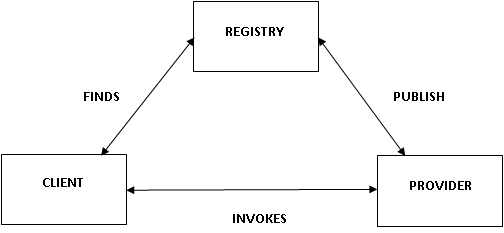 REGISTRY
FINDS
PUBLISH
CLIENT
PROVIDER
INVOKES